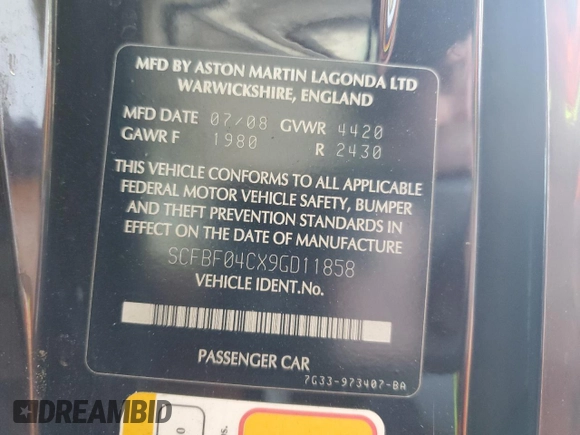 MFD BY ASTON MARTIN LAGONDA LTD
WARWICKSHIRE, ENGLAND
MFD DATE 07/08 GVWR 4420
GAWR F 1980 R 2430
THIS VEHICLE CONFORMS TO ALL APPLICABLE
FEDERAL MOTOR VEHICLE SAFETY, BUMPER
AND THEFT PREVENTION STANDARDS IN
EFFECT ON THE DATE OF MANUFACTURE
SCFBF04CX9GD11858
VEHICLE IDENT.No.
PASSENGER CAR
7G33-973407-BA
DREAMBID